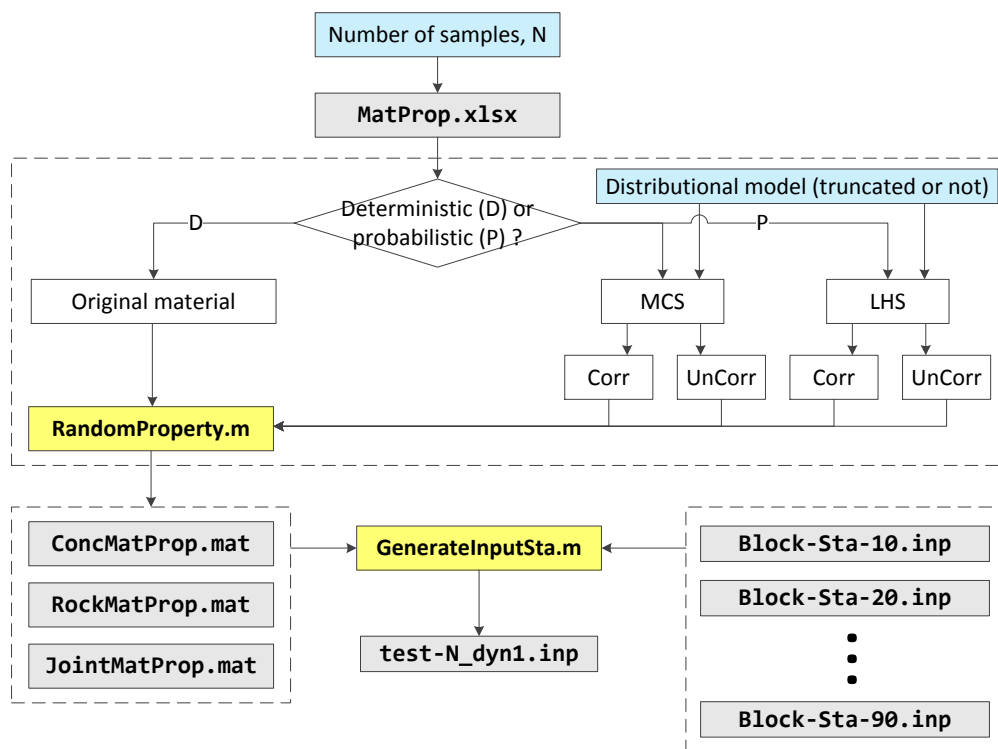 Number of samples, N
MatProp.xlsx
Distributional model (truncated or not)
Deterministic (D) or
probabilistic (P) ?
D
P
Original material
MCS
LHS
Corr
UnCorr
Corr
UnCorr
RandomProperty.m
ConcMatProp.mat
RockMatProp.mat
JointMatProp.mat
GenerateInputSta.m
test-N_dyn1.inp
Block-Sta-10.inp
Block-Sta-20.inp
Block-Sta-90.inp